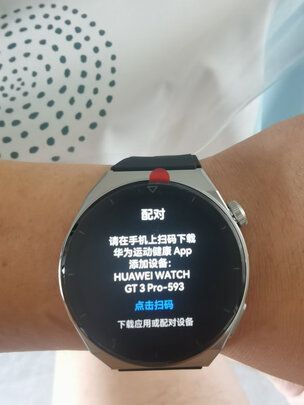 配对
请在手机上扫码下载
华为运动健康 App
添加设备：
HUAWEI WATCH
GT 3 Pro-593
点击扫码
下载应用或配对设备